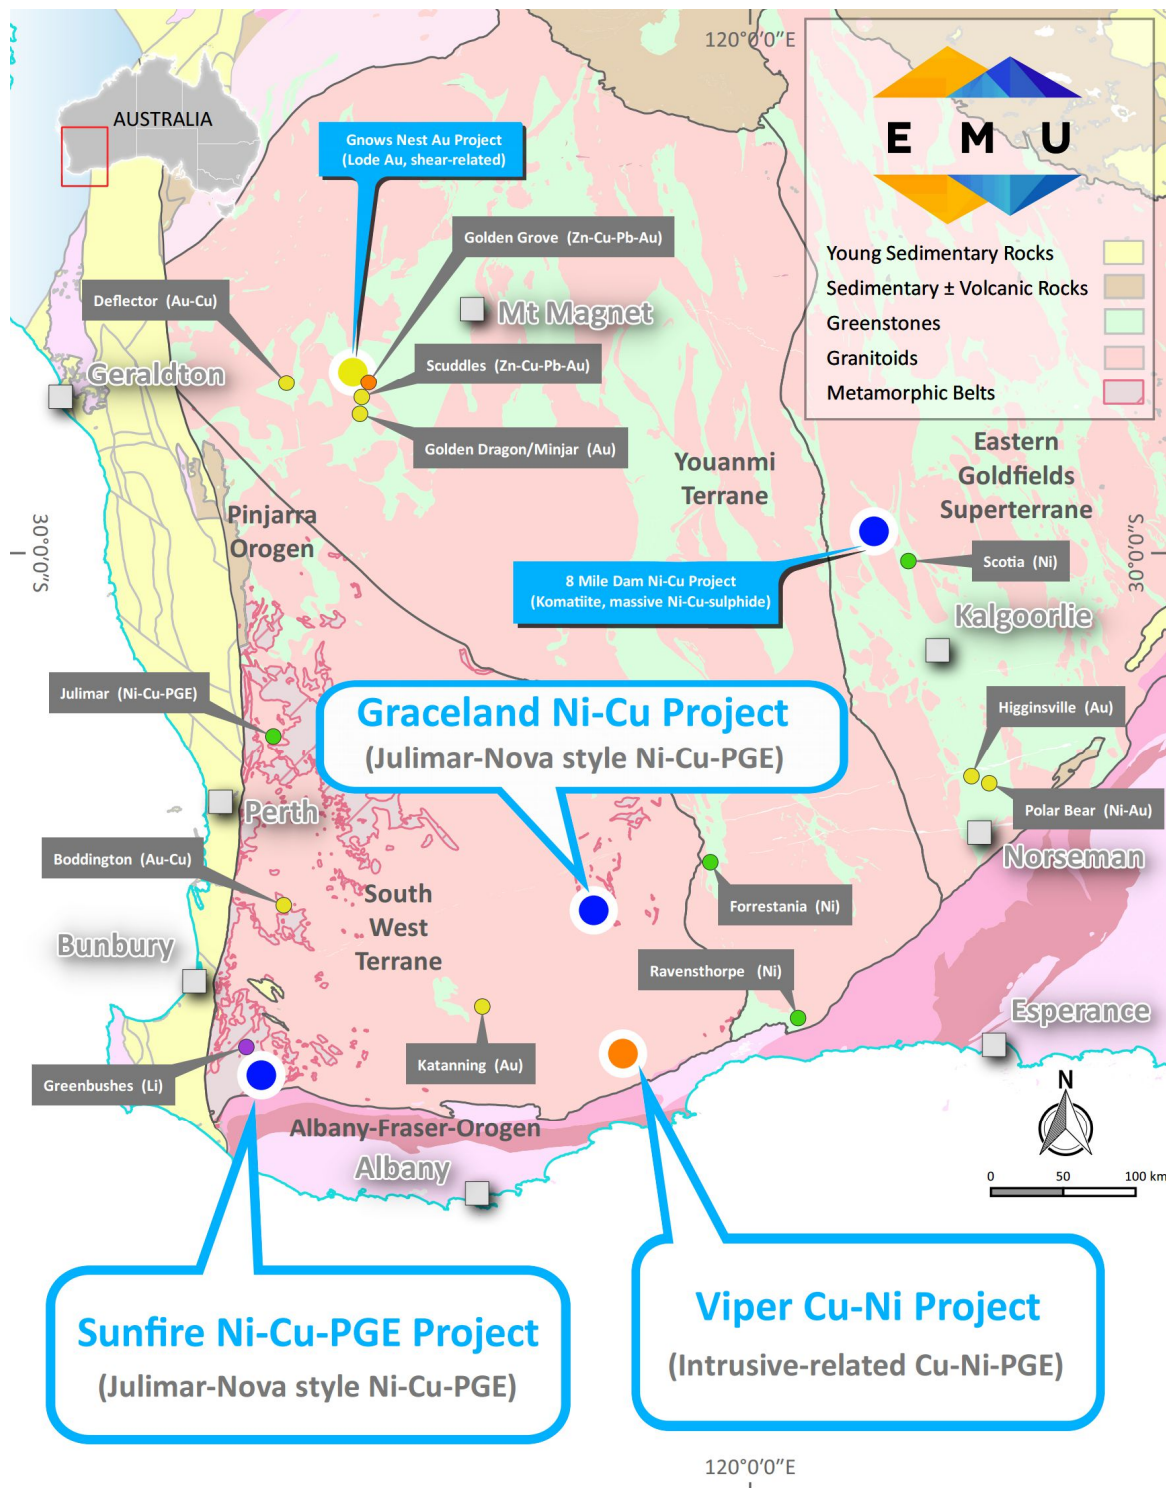 120°0'0"E
AUSTRALIA
EMU
Gnows Nest Au Project
(Lode Au, shear-related)
Golden Grove (Zn-Cu-Pb-Au)
Young Sedimentary Rocks
Sedimentary ± Volcanic Rocks
Greenstones
Granitoids
Metamorphic Belts
Deflector (Au-Cu)
Mt Magnet
Geraldton
Scuddles (Zn-Cu-Pb-Au)
Golden Dragon/Minjar (Au)
Youanmi
Terrane
Eastern
Goldfields
Superterrane
Pinjarra
Orogen
30°0'0"S
30°0'0"S
8 Mile Dam Ni-Cu Project
(Komatiite, massive Ni-Cu-sulphide)
Scotia (Ni)
Kalgoorlie
Julimar (Ni-Cu-PGE)
Graceland Ni-Cu Project
(Julimar-Nova style Ni-Cu-PGE)
Higginsville (Au)
Perth
Polar Bear (Ni-Au)
Norseman
Boddington (Au-Cu)
South
West
Terrane
Forrestania (Ni)
Bunbury
Ravensthorpe (Ni)
Esperance
Katanning (Au)
Greenbushes (Li)
Albany-Fraser-Orogen
Albany
N
0 50 100 km
Sunfire Ni-Cu-PGE Project
(Julimar-Nova style Ni-Cu-PGE)
Viper Cu-Ni Project
(Intrusive-related Cu-Ni-PGE)
120°0'0"E